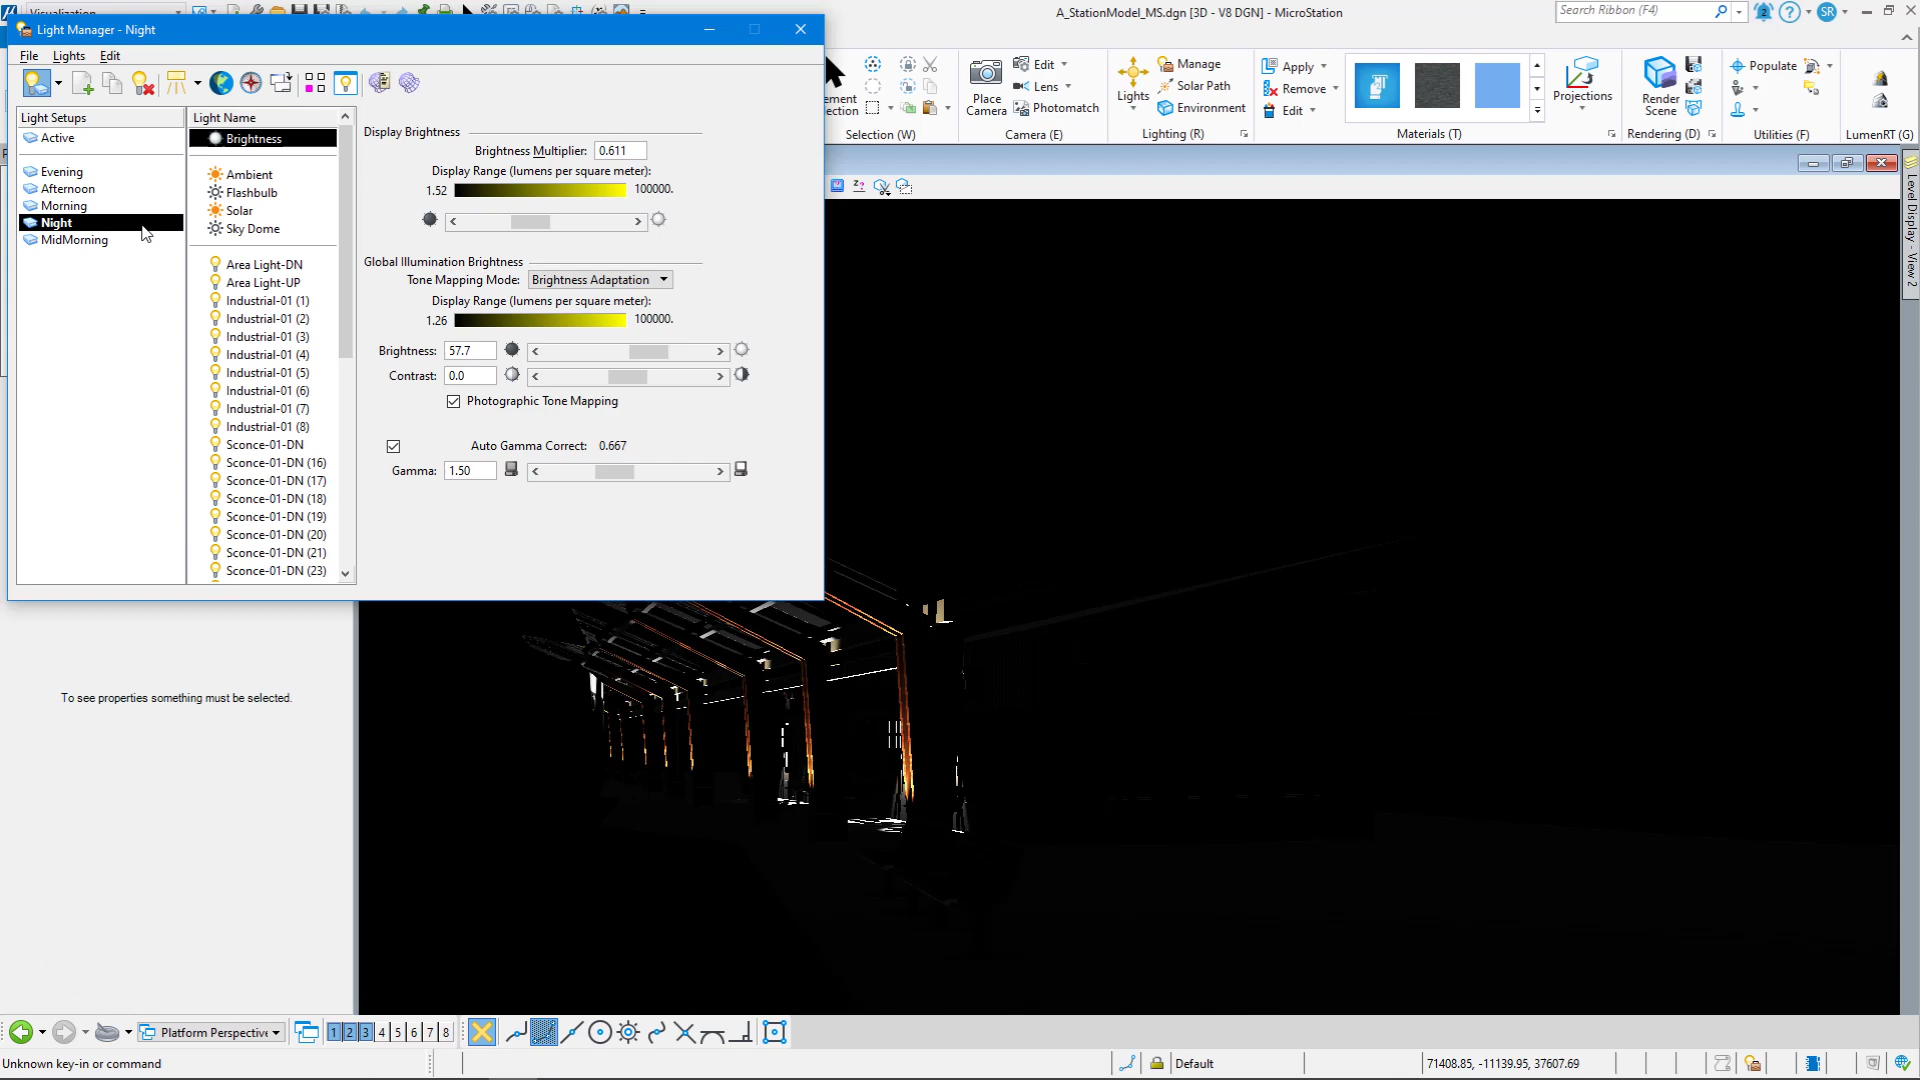 Visualization
A_StationModel_MS.dgn [3D - V8 DGN] - MicroStation
Search Ribbon (F4)
2
SR
Light Manager - Night
File Lights Edit
Light Setups
Active
Evening
Afternoon
Morning
Night
MidMorning
Light Name
Brightness
Ambient
Flashbulb
Solar
Sky Dome
Area Light-DN
Area Light-UP
Industrial-01 (1)
Industrial-01 (2)
Industrial-01 (3)
Industrial-01 (4)
Industrial-01 (5)
Industrial-01 (6)
Industrial-01 (7)
Industrial-01 (8)
Sconce-01-DN
Sconce-01-DN (16)
Sconce-01-DN (17)
Sconce-01-DN (18)
Sconce-01-DN (19)
Sconce-01-DN (20)
Sconce-01-DN (21)
Sconce-01-DN (23)
Display Brightness
Brightness Multiplier: 0.611
Display Range (lumens per square meter):
1.52 100000.
Global Illumination Brightness
Tone Mapping Mode: Brightness Adaptation
Display Range (lumens per square meter):
1.26 100000.
Brightness: 57.7
Contrast: 0.0
Photographic Tone Mapping
Auto Gamma Correct: 0.667
Gamma: 1.50
ement
ection
Selection (W)
Place
Camera
Edit
Lens
Photomatch
Camera (E)
Lights
Manage
Solar Path
Environment
Lighting (R)
Apply
Remove
Edit
Materials (T)
Projections
Render
Scene
Rendering (D)
Populate
Utilities (F)
LumenRT (G)
Level Display - View 2
To see properties something must be selected.
Platform Perspective
1 2 3 4 5 6 7 8
Unknown key-in or command
Default
71408.85, -11139.95, 37607.69